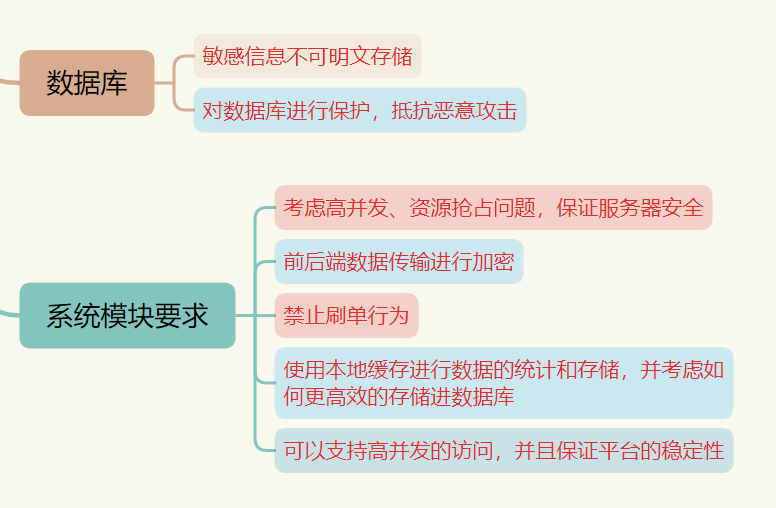 数据库
敏感信息不可明文存储
对数据库进行保护，抵抗恶意攻击
系统模块要求
考虑高并发、资源抢占问题，保证服务器安全
前后端数据传输进行加密
禁止刷单行为
使用本地缓存进行数据的统计和存储，并考虑如
何更高效的存储进数据库
可以支持高并发的访问，并且保证平台的稳定性